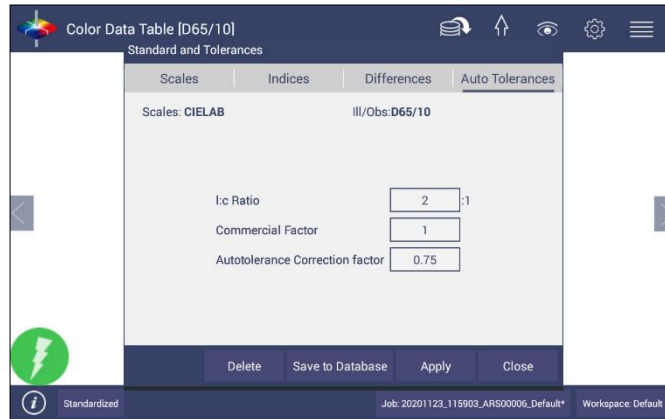 Color Data Table [D65/10]
Standard and Tolerances
Scales Indices Differences Auto Tolerances
Scales: CIELAB Ill/Obs:D65/10
l:c Ratio 2 :1
Commercial Factor 1
Autotolerance Correction factor 0.75
Delete Save to Database Apply Close
i Standardized Job: 20201123_115903_ARS00006_Default* Workspace: Default